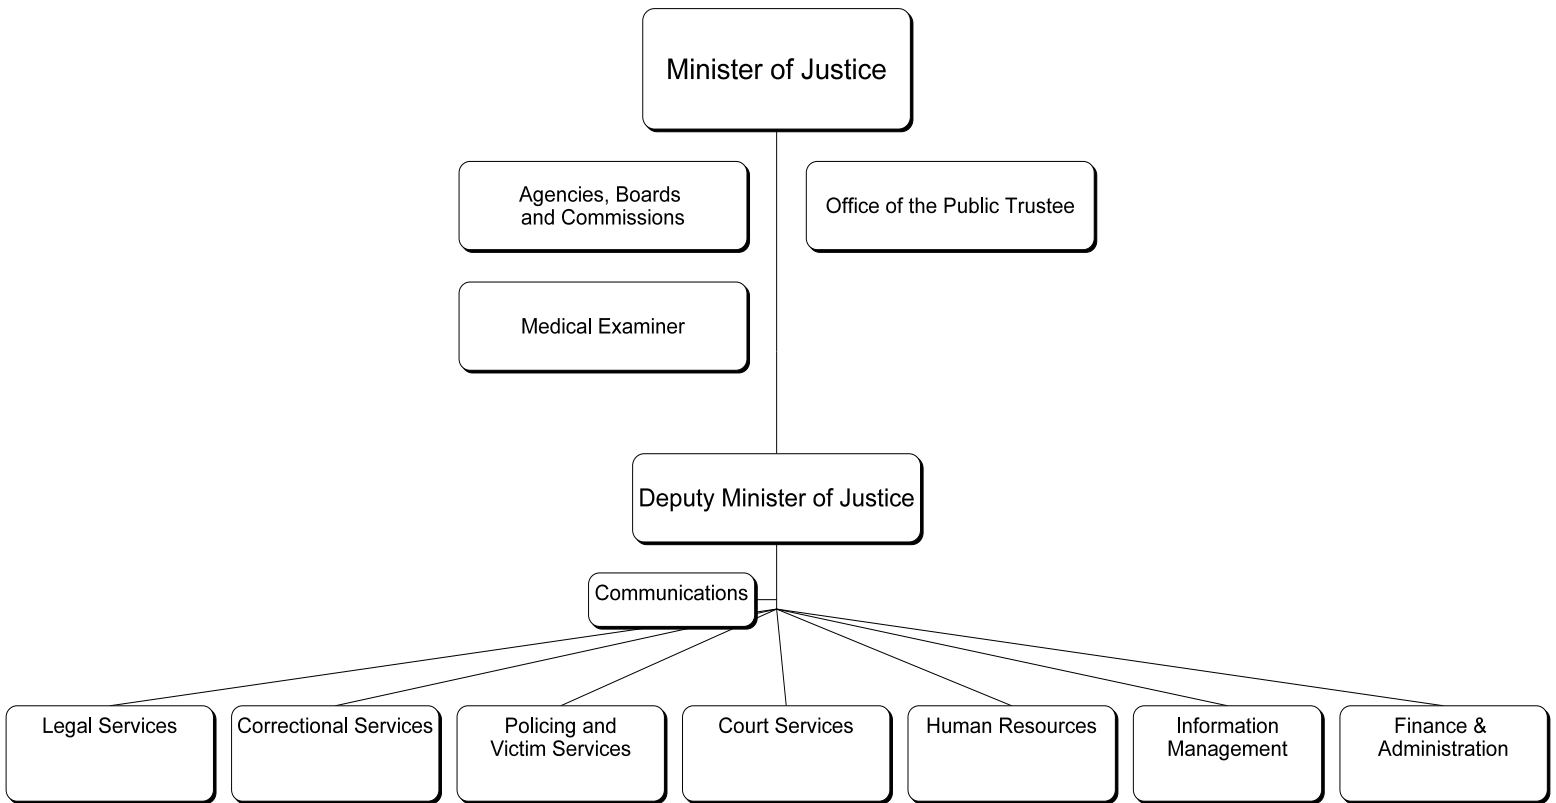 Minister of Justice
Agencies, Boards
and Commissions
Office of the Public Trustee
Medical Examiner
Deputy Minister of Justice
Communications
Legal Services
Correctional Services
Policing and
Victim Services
Court Services
Human Resources
Information
Management
Finance &
Administration